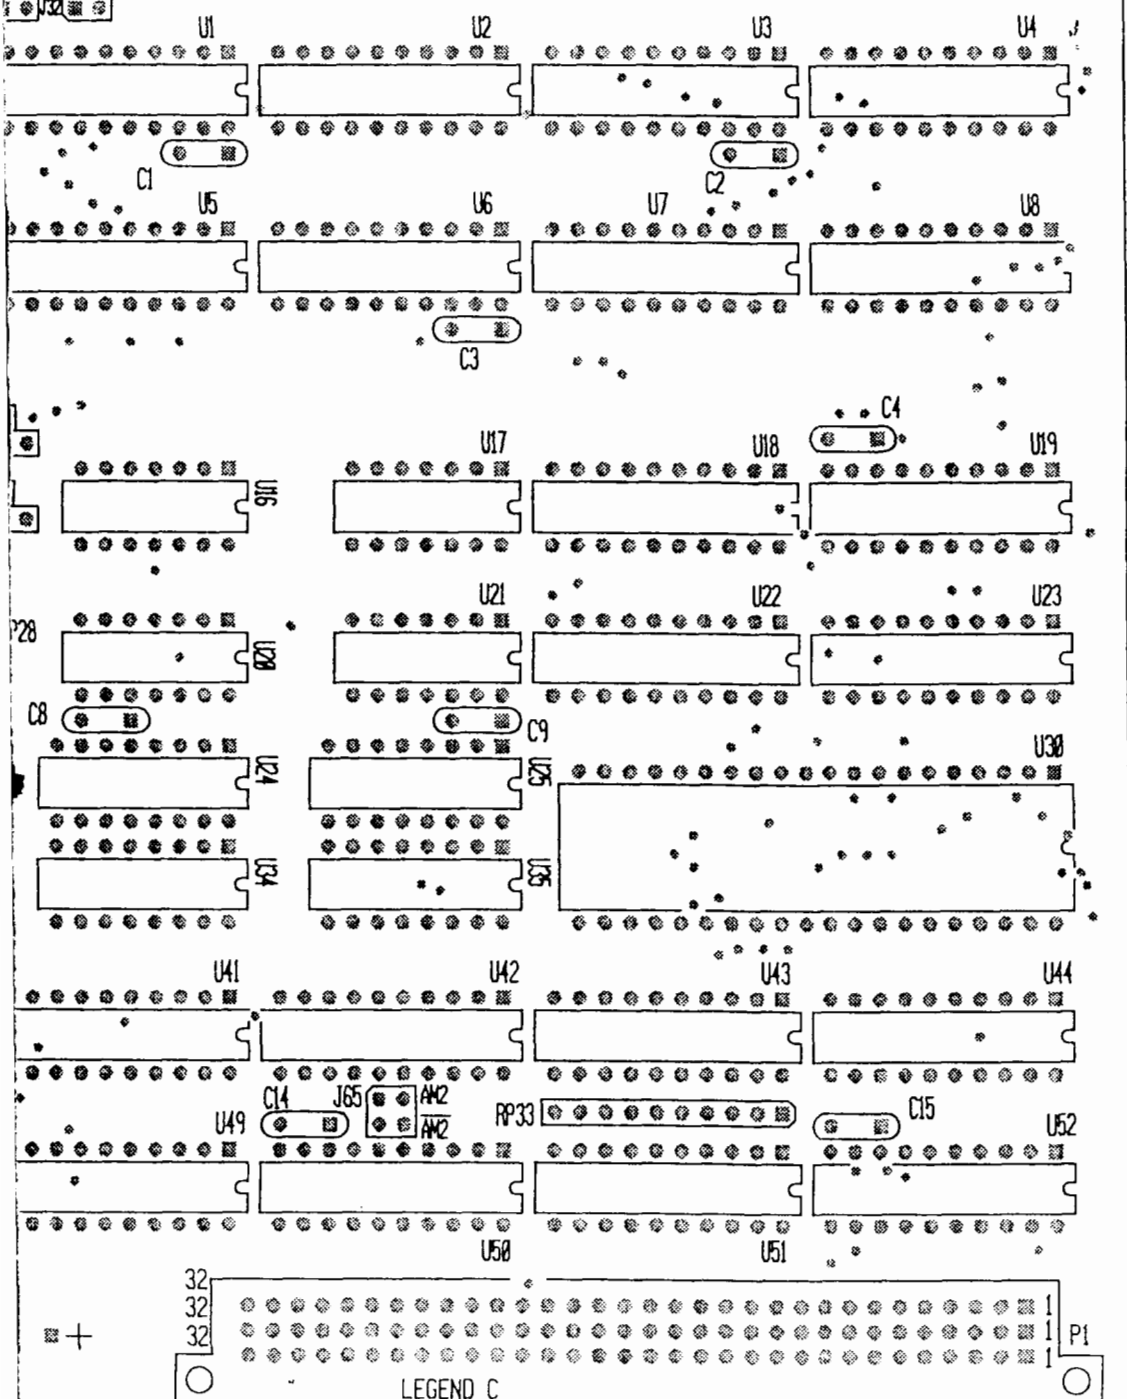 J32
U1 U2 U3 U4
C1 C2
U5 U6 U7 U8
C3
C4
U17 U18 U19
U16
U21 U22 U23
P28
U20
C8 C9
U30
U24 U25
U34 U35
U41 U42 U43 U44
C14 J65 AM2
RP33 C15
AM2
U49 U52
U50 U51
32
32 1
32 1
1
P1
LEGEND C